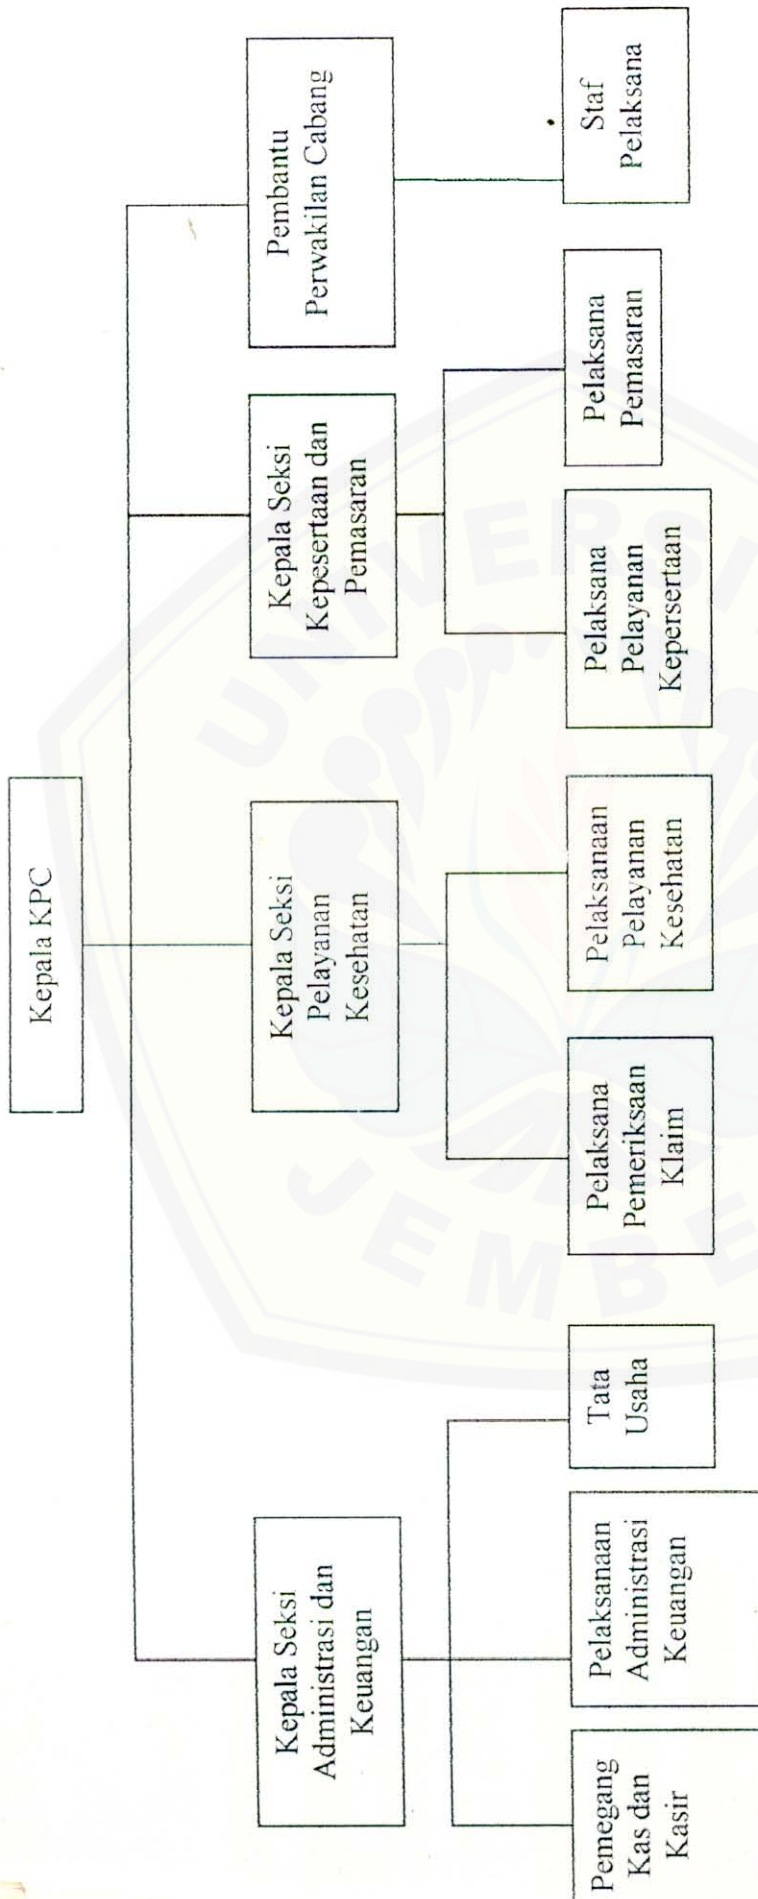 Kepala KPC
Kepala Seksi
Administrasi dan
Keuangan
Kepala Seksi
Pelayanan
Kesehatan
Kepala Seksi
Kepesertaan dan
Pemasaran
Pembantu
Perwakilan Cabang
Pemegang
Kas dan
Kasir
Pelaksanaan
Administrasi
Keuangan
Tata
Usaha
Pelaksana
Pemeriksaan
Klaim
Pelaksanaan
Pelayanan
Kesehatan
Pelaksana
Pelayanan
Kepersertaan
Pelaksana
Pemasaran
Staf
Pelaksana
UNIVERSI
JEMBE